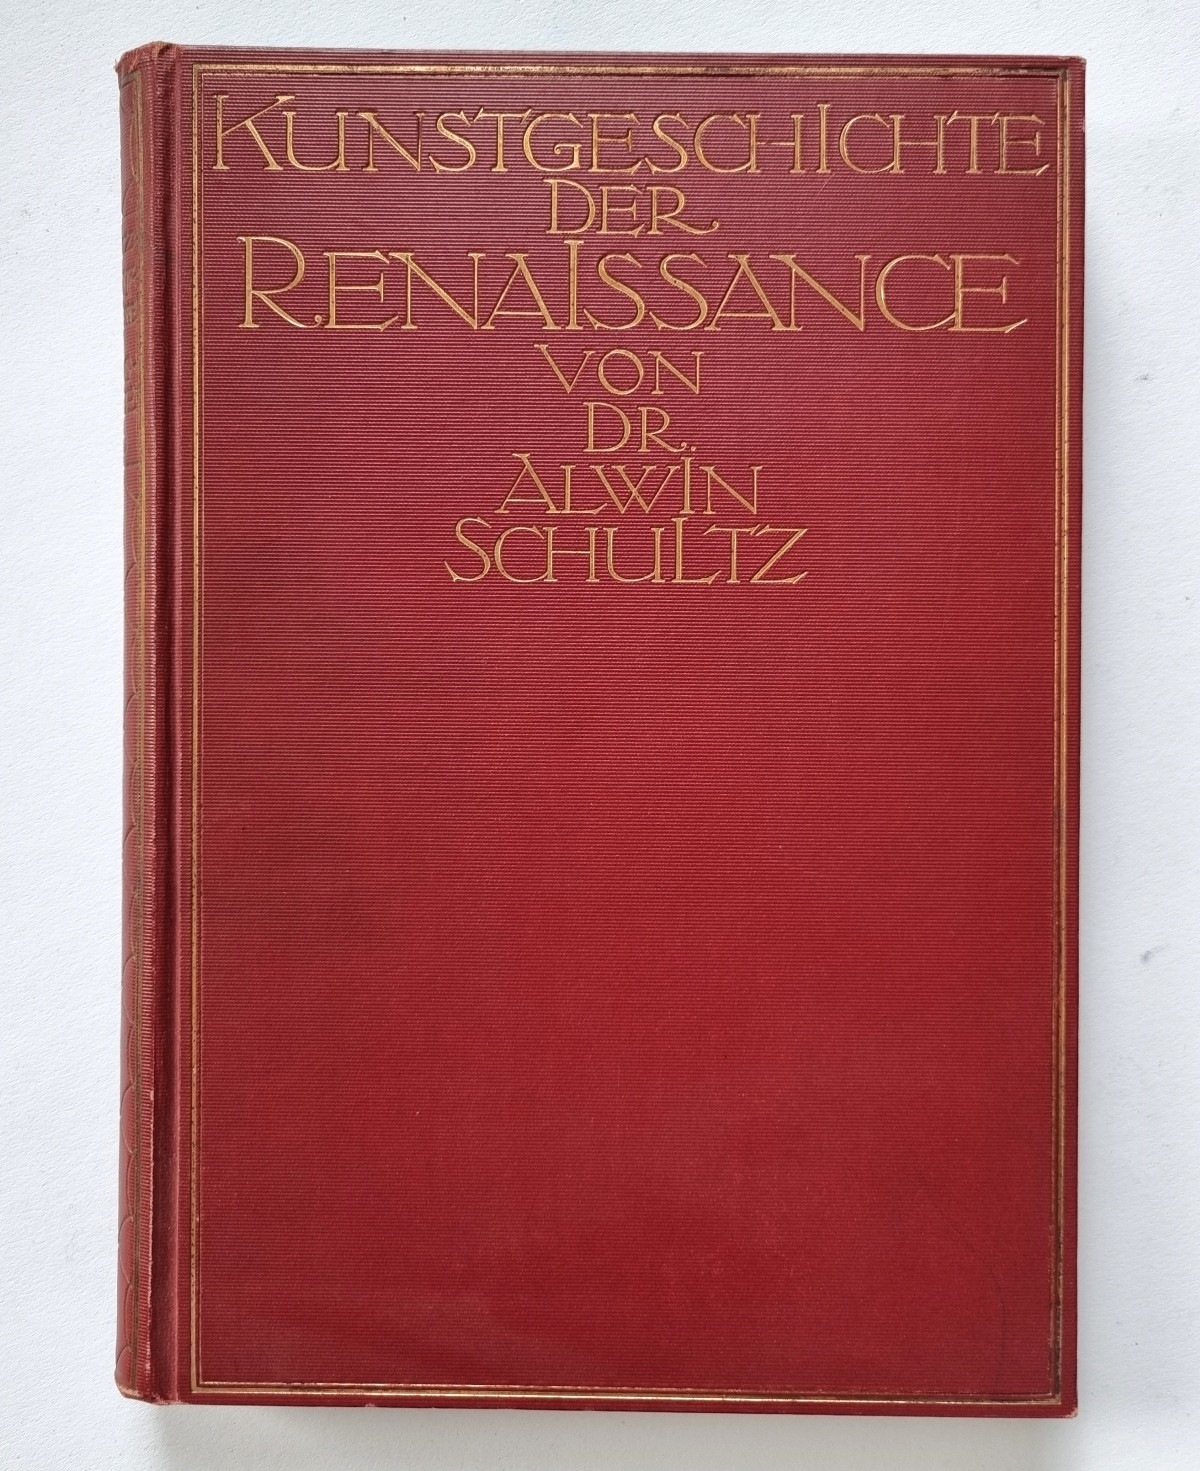 KUNSTGESCHICHTE
DER
RENAISSANCE
VON
DR.
ALWIN
SCHULTZ